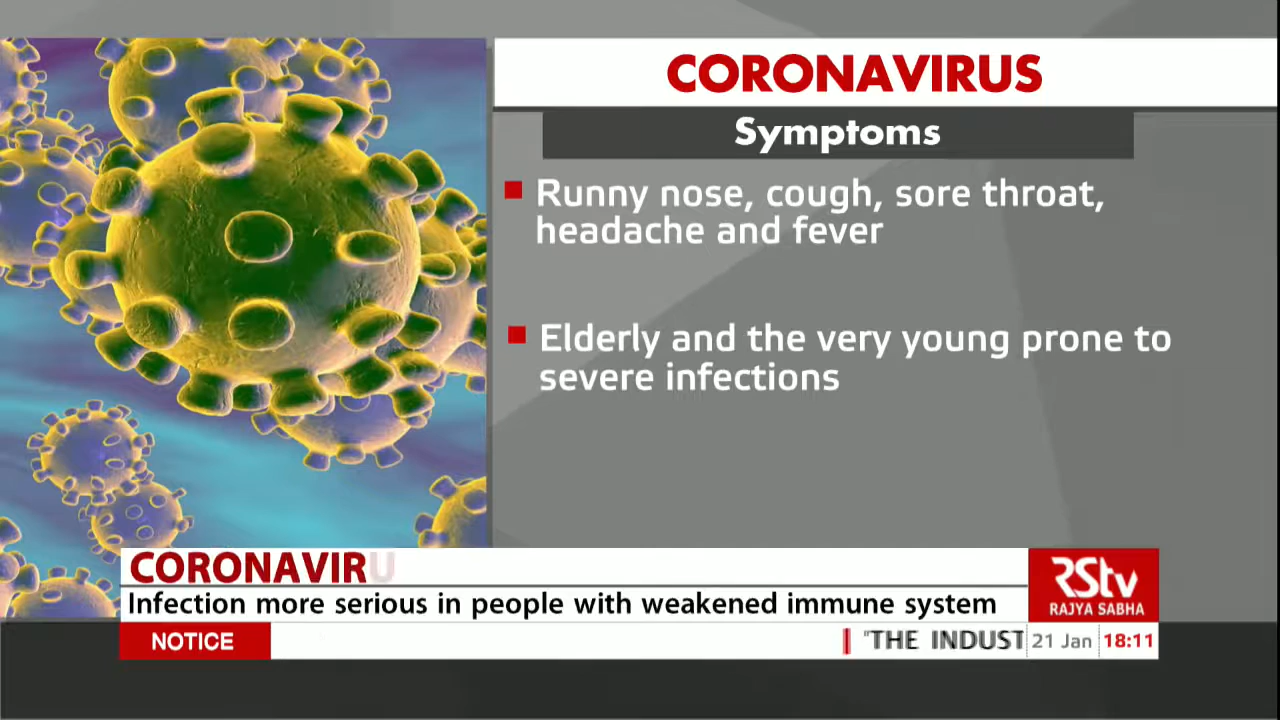 CORONAVIRUS
Symptoms
Runny nose, cough, sore throat,
headache and fever
Elderly and the very young prone to
severe infections
CORONAVIRU
Infection more serious in people with weakened immune system
RStv
RAJYA SABHA
NOTICE
"THE INDUST
21 Jan
18:11